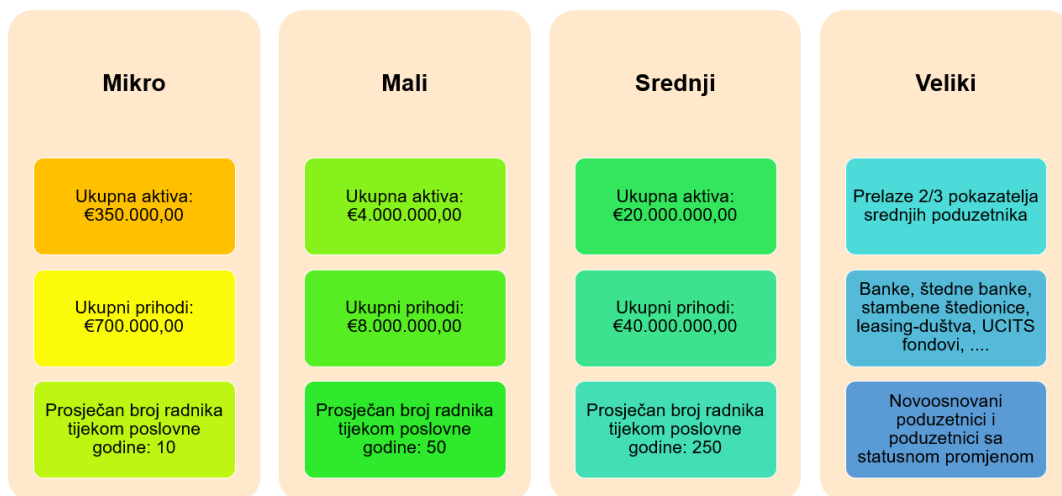 Mikro
Ukupna aktiva:
€350.000,00
Ukupni prihodi:
€700.000,00
Prosječan broj radnika
tijekom poslovne
godine: 10
Mali
Ukupna aktiva:
€4.000.000,00
Ukupni prihodi:
€8.000.000,00
Prosječan broj radnika
tijekom poslovne
godine: 50
Srednji
Ukupna aktiva:
€20.000.000,00
Ukupni prihodi:
€40.000.000,00
Prosječan broj radnika
tijekom poslovne
godine: 250
Veliki
Prelaze 2/3 pokazatelja
srednjih poduzetnika
Banke, štedne banke,
stambene štedionice,
leasing-duštva, UCITS
fondovi, ....
Novoosnovani
poduzetnici i
poduzetnici sa
statusnom promjenom